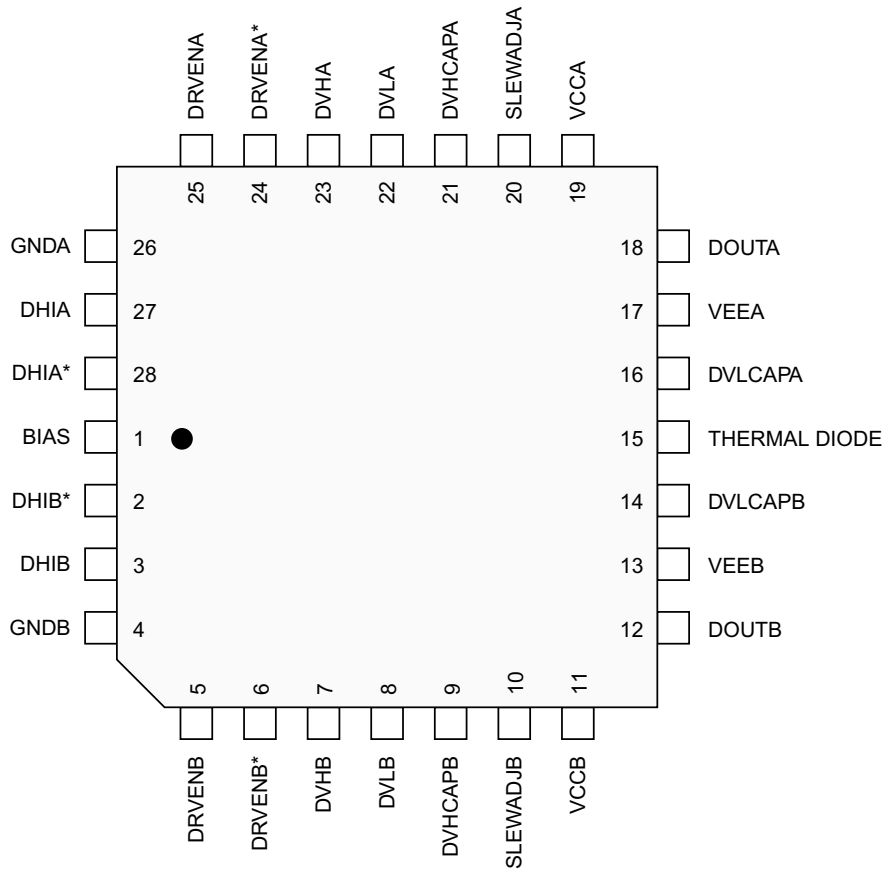 DRVENA
DRVENA*
DVHA
DVLA
DVHCAPA
SLEWADJA
VCCA
25
24
23
22
21
20
19
GNDA 26
DHIA 27
DHIA* 28
BIAS 1
DHIB* 2
DHIB 3
GNDB 4
18 DOUTA
17 VEEA
16 DVLCAPA
15 THERMAL DIODE
14 DVLCAPB
13 VEEB
12 DOUTB
5
6
7
8
9
10
11
DRVENB
DRVENB*
DVHB
DVLB
DVHCAPB
SLEWADJB
VCCB